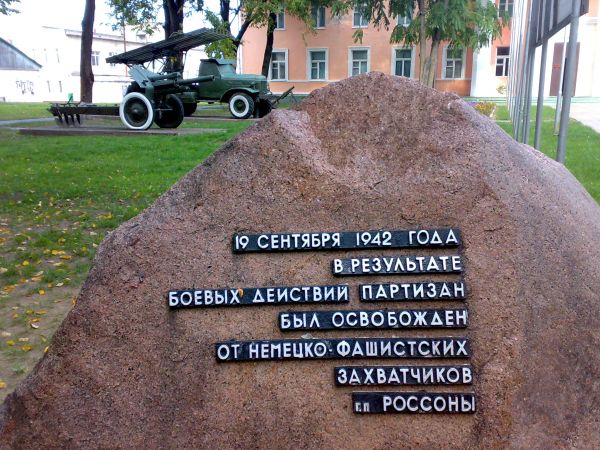 19 СЕНТЯБРЯ 1942 ГОДА
В РЕЗУЛЬТАТЕ
БОЕВЫХ ДЕЙСТВИЙ ПАРТИЗАН
БЫЛ ОСВОБОЖДЕН
ОТ НЕМЕЦКО-ФАШИСТСКИХ
ЗАХВАТЧИКОВ
г.п РОССОНЫ